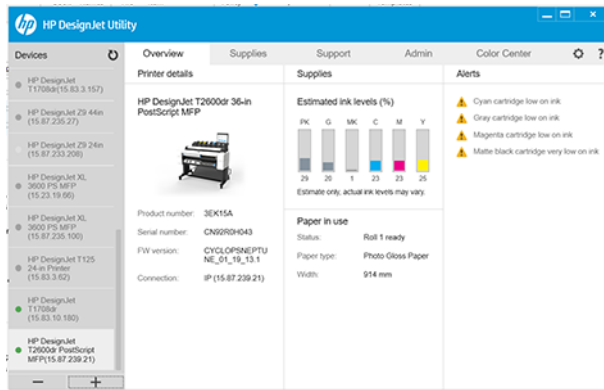 hp HP DesignJet Utility
Devices
HP DesignJet
T1708dr(15.83.3.157)
HP DesignJet Z9 44in
(15.87.235.27)
HP DesignJet Z9 24in
(15.87.233.208)
HP DesignJet XL
3600 PS MFP
(15.23.19.66)
HP DesignJet XL
3600 PS MFP
(15.87.235.100)
HP DesignJet T125
24-in Printer
(15.83.3.62)
HP DesignJet
T1708dr
(15.83.10.180)
HP DesignJet
T2600dr PostScript
MFP(15.87.239.21)
Overview Supplies Support Admin Color Center ?
Printer details
HP DesignJet T2600dr 36-in
PostScript MFP
Product number: 3EK15A
Serial number: CN92R0H043
FW version: CYCLOPSNEPTU
NE_01_19_13.1
Connection: IP (15.87.239.21)
Supplies
Estimated ink levels (%)
PK G MK C M Y
29 20 1 23 23 25
Estimate only, actual ink levels may vary.
Paper in use
Status: Roll 1 ready
Paper type: Photo Gloss Paper
Width: 914 mm
Alerts
Cyan cartridge low on ink
Gray cartridge low on ink
Magenta cartridge low on ink
Matte black cartridge very low on ink